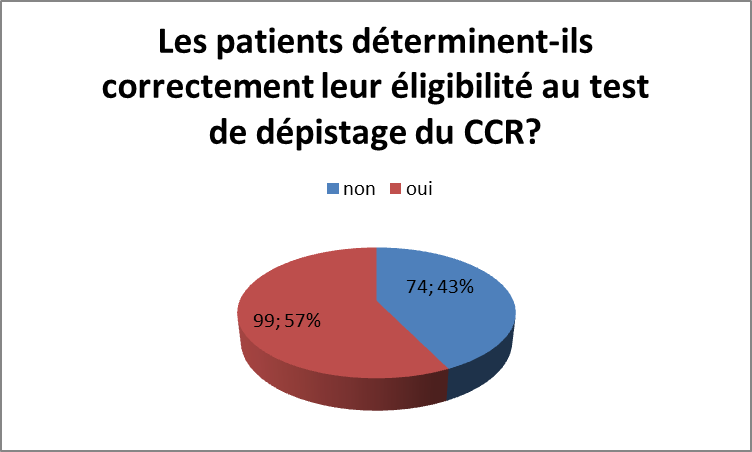 Les patients déterminent-ils
correctement leur éligibilité au test
de dépistage du CCR?
non oui
74; 43%
99; 57%